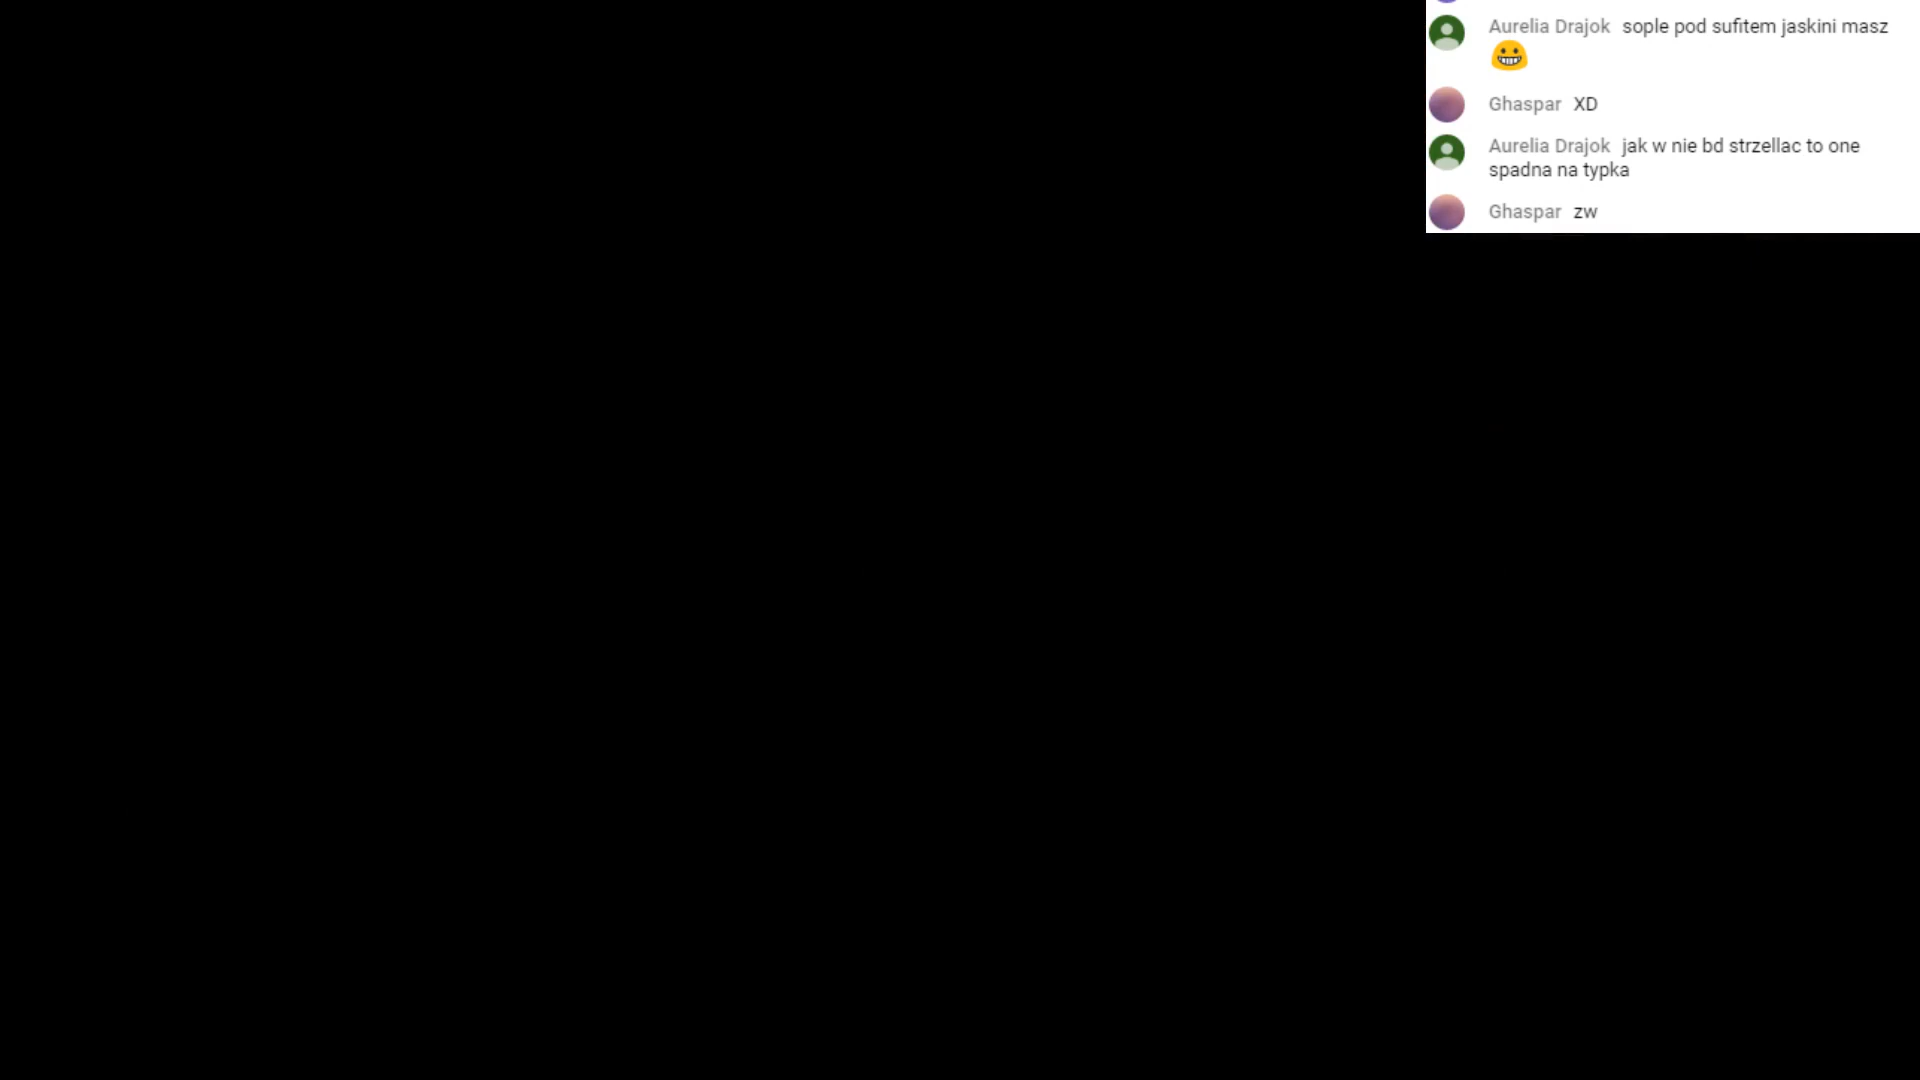 Aurelia Drajok sople pod sufitem jaskini masz
Ghaspar XD
Aurelia Drajok jak w nie bd strzellac to one
spadna na typka
Ghaspar zw